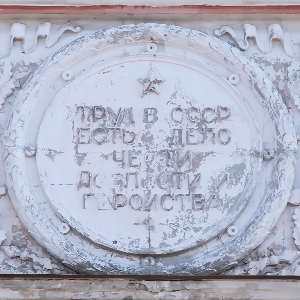 ТРУД В СССР
ЕСТЬ ДЕЛО
ЧЕСТИ
ДОБЛЕСТИ И
ГЕРОЙСТВА